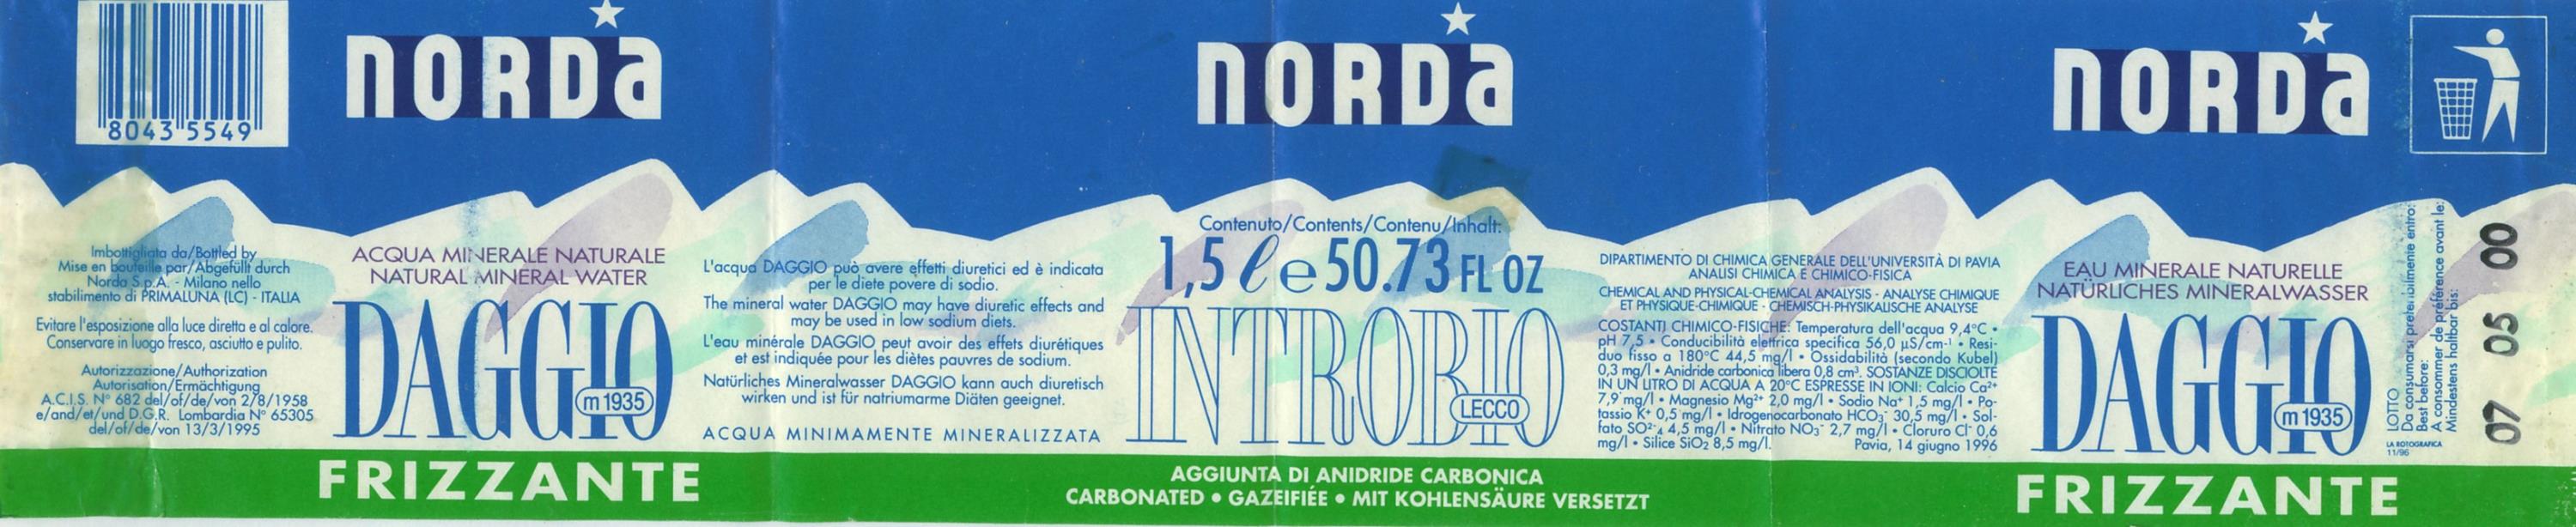 8043 5549
NORDA
Imbottigliata da/Bottled by
Mise en bouteille par/Abgefüllt durch
Norda S.p.A. - Milano nello
stabilimento di PRIMALUNA (LC) - ITALIA
Evitare l'esposizione alla luce diretta e al calore.
Conservare in luogo fresco, asciutto e pulito.
Autorizzazione/Authorization
Autorisation/Ermächtigung
A.C.I.S. N° 682 del/of/de/von 2/8/1958
e/and/et/und D.G.R. Lombardia N° 65305
del/of/de/von 13/3/1995
ACQUA MINERALE NATURALE
NATURAL MINERAL WATER
DAGGIO
m 1935
FRIZZANTE
L'acqua DAGGIO può avere effetti diuretici ed è indicata
per le diete povere di sodio.
The mineral water DAGGIO may have diuretic effects and
may be used in low sodium diets.
L'eau minérale DAGGIO peut avoir des effets diurétiques
et est indiquée pour les diètes pauvres de sodium.
Natürliches Mineralwasser DAGGIO kann auch diuretisch
wirken und ist für natriumarme Diäten geeignet.
ACQUA MINIMAMENTE MINERALIZZATA
NORDA
Contenuto/Contents/Contenu/Inhalt:
1,5 ℓ e 50.73 FL OZ
INTROBIO
LECCO
AGGIUNTA DI ANIDRIDE CARBONICA
CARBONATED • GAZEIFIÉE • MIT KOHLENSÄURE VERSETZT
DIPARTIMENTO DI CHIMICA GENERALE DELL'UNIVERSITÀ DI PAVIA
ANALISI CHIMICA E CHIMICO-FISICA
CHEMICAL AND PHYSICAL-CHEMICAL ANALYSIS - ANALYSE CHIMIQUE
ET PHYSIQUE-CHIMIQUE - CHEMISCH-PHYSIKALISCHE ANALYSE
COSTANTI CHIMICO-FISICHE: Temperatura dell'acqua 9,4°C •
pH 7,5 • Conducibilità elettrica specifica 56,0 µS/cm-¹ • Resi-
duo fisso a 180°C 44,5 mg/l • Ossidabilità (secondo Kubel)
0,3 mg/l • Anidride carbonica libera 0,8 cm³. SOSTANZE DISCIOLTE
IN UN LITRO DI ACQUA A 20°C ESPRESSE IN IONI: Calcio Ca²⁺
7,9 mg/l • Magnesio Mg²⁺ 2,0 mg/l • Sodio Na⁺ 1,5 mg/l • Po-
tassio K⁺ 0,5 mg/l • Idrogenocarbonato HCO₃⁻ 30,5 mg/l • Sol-
fato SO²⁻₄ 4,5 mg/l • Nitrato NO₃⁻ 2,7 mg/l • Cloruro Cl⁻ 0,6
mg/l • Silice SiO₂ 8,5 mg/l. Pavia, 14 giugno 1996
NORDA
EAU MINERALE NATURELLE
NATÜRLICHES MINERALWASSER
DAGGIO
m 1935
FRIZZANTE
LOTTO
Da consumarsi preferibilmente entro:
Best before:
A consommer de préférence avant le:
Mindestens haltbar bis:
LA ROTOGRAFICA
11/96
07 05 00